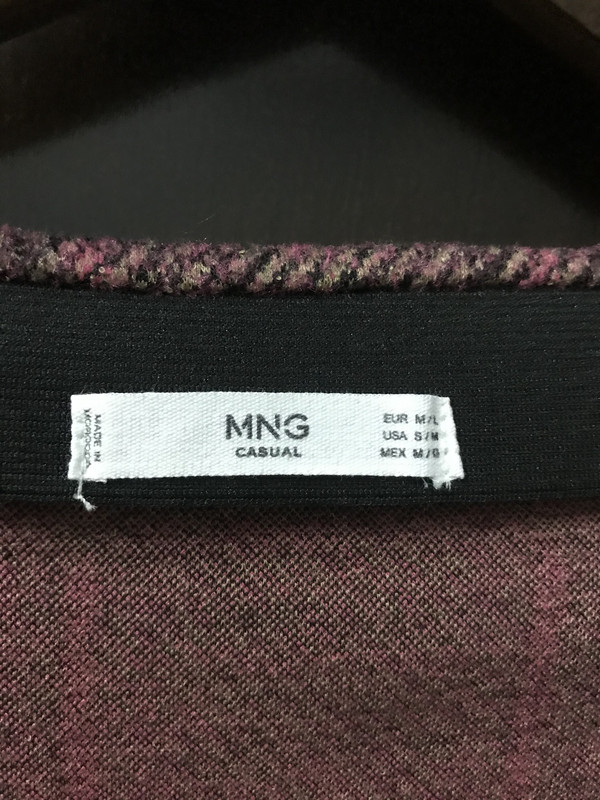 MADE IN
MOROCCO
MNG
CASUAL
EUR M/L
USA S/M
MEX M/G